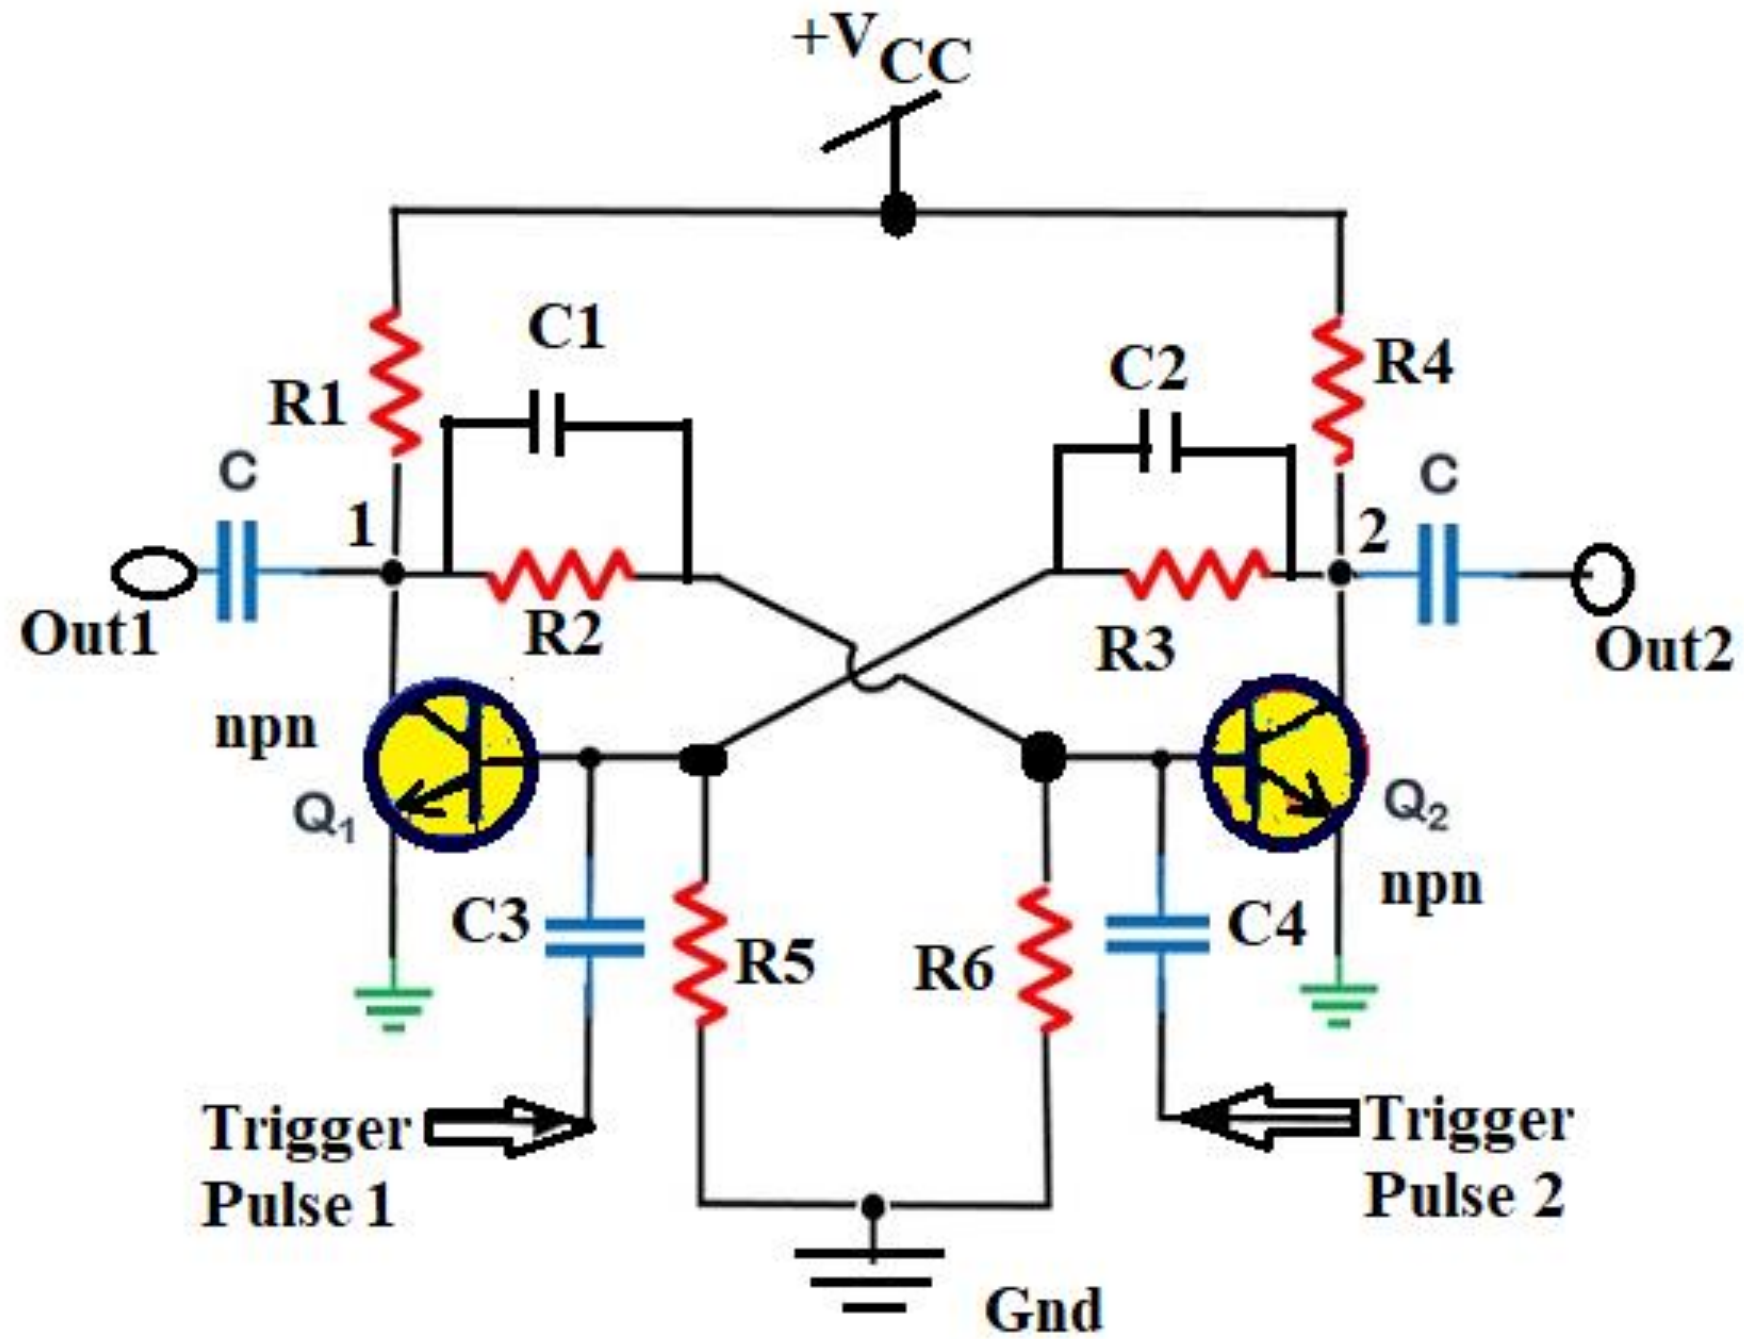 +VCC
C1
C2
R4
R1
C
C
1
2
R2
R3
Out1
Out2
npn
Q1
Q2
npn
C3
C4
R5
R6
Trigger
Pulse 1
Trigger
Pulse 2
Gnd